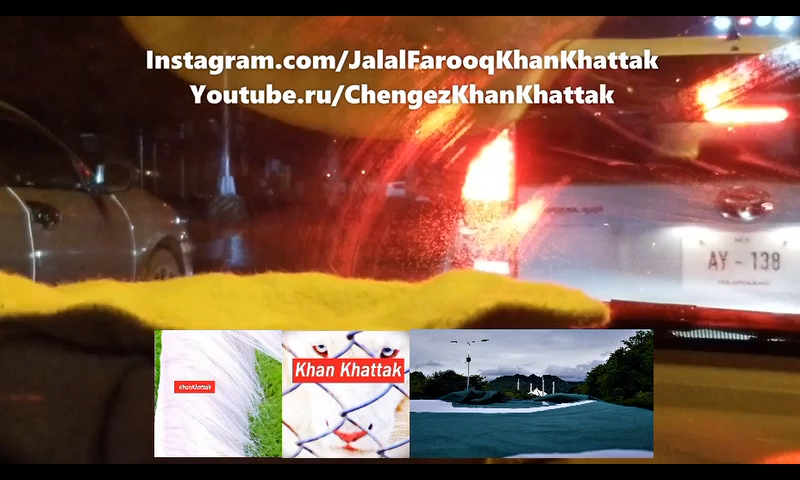 Instagram.com/JalalFarooqKhanKhattak
Youtube.ru/ChengezKhanKhattak
AY - 138
KhanKhattak
Khan Khattak